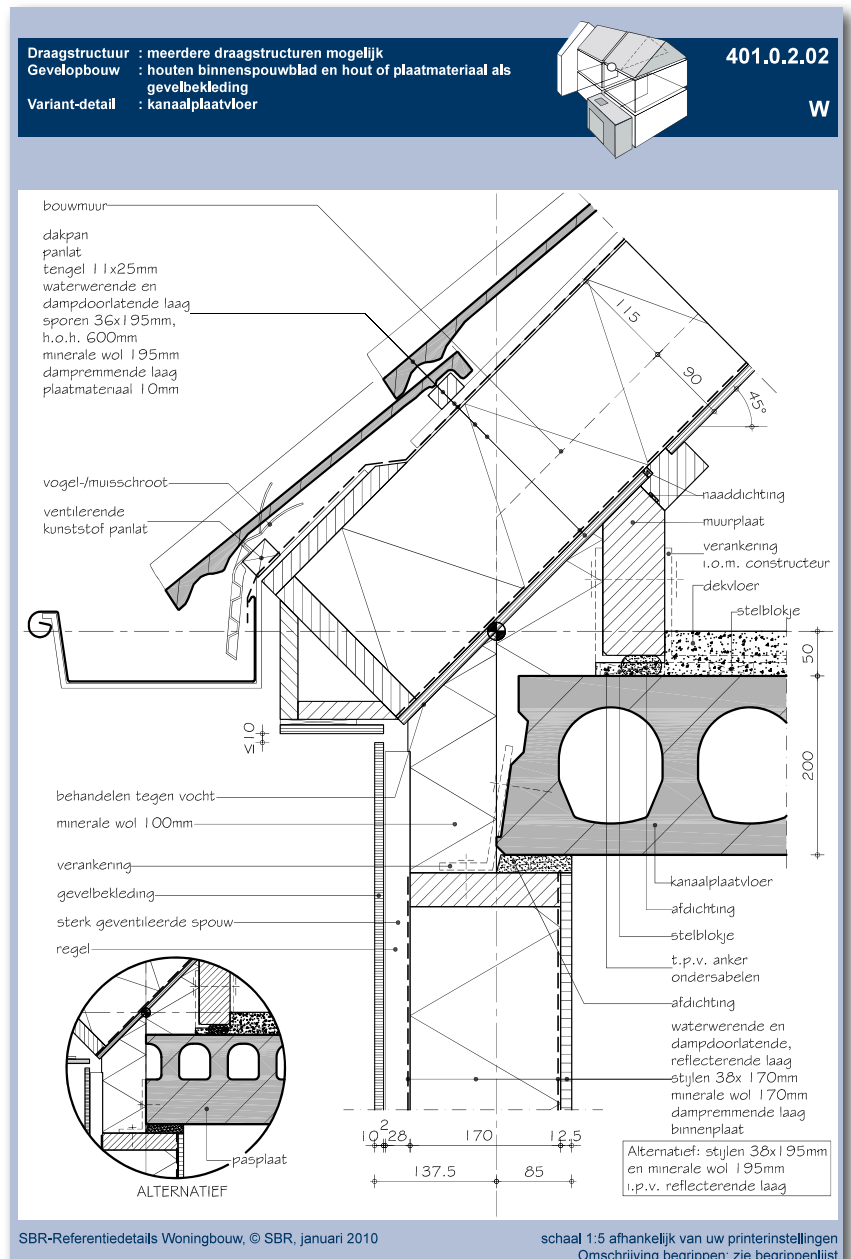 Draagstructuur : meerdere draagstructuren mogelijk
Gevelopbouw : houten binnenspouwblad en hout of plaatmateriaal als
gevelbekleding
Variant-detail : kanaalplaatvloer
401.0.2.02
W
bouwmuur
dakpan
panlat
tengel 11x25mm
waterwerende en
dampdoorlatende laag
sporen 36x195mm,
h.o.h. 600mm
minerale wol 195mm
dampremmende laag
plaatmateriaal 10mm
vogel-/muisschroot
ventilerende
kunststof panlat
115
90
45°
naaddichting
muurplaat
verankering
i.o.m. constructeur
dekvloer
stelblokje
50
200
≤10
behandelen tegen vocht
minerale wol 100mm
verankering
gevelbekleding
sterk geventileerde spouw
regel
kanaalplaatvloer
afdichting
stelblokje
t.p.v. anker
ondersabelen
afdichting
waterwerende en
dampdoorlatende,
reflecterende laag
stijlen 38x 170mm
minerale wol 170mm
dampremmende laag
binnenplaat
Alternatief: stijlen 38x195mm
en minerale wol 195mm
i.p.v. reflecterende laag
pasplaat
ALTERNATIEF
10 2 28 170 12.5
137.5 85
SBR-Referentiedetails Woningbouw, © SBR, januari 2010
schaal 1:5 afhankelijk van uw printerinstellingen
Omschrijving begrippen: zie begrippenlijst